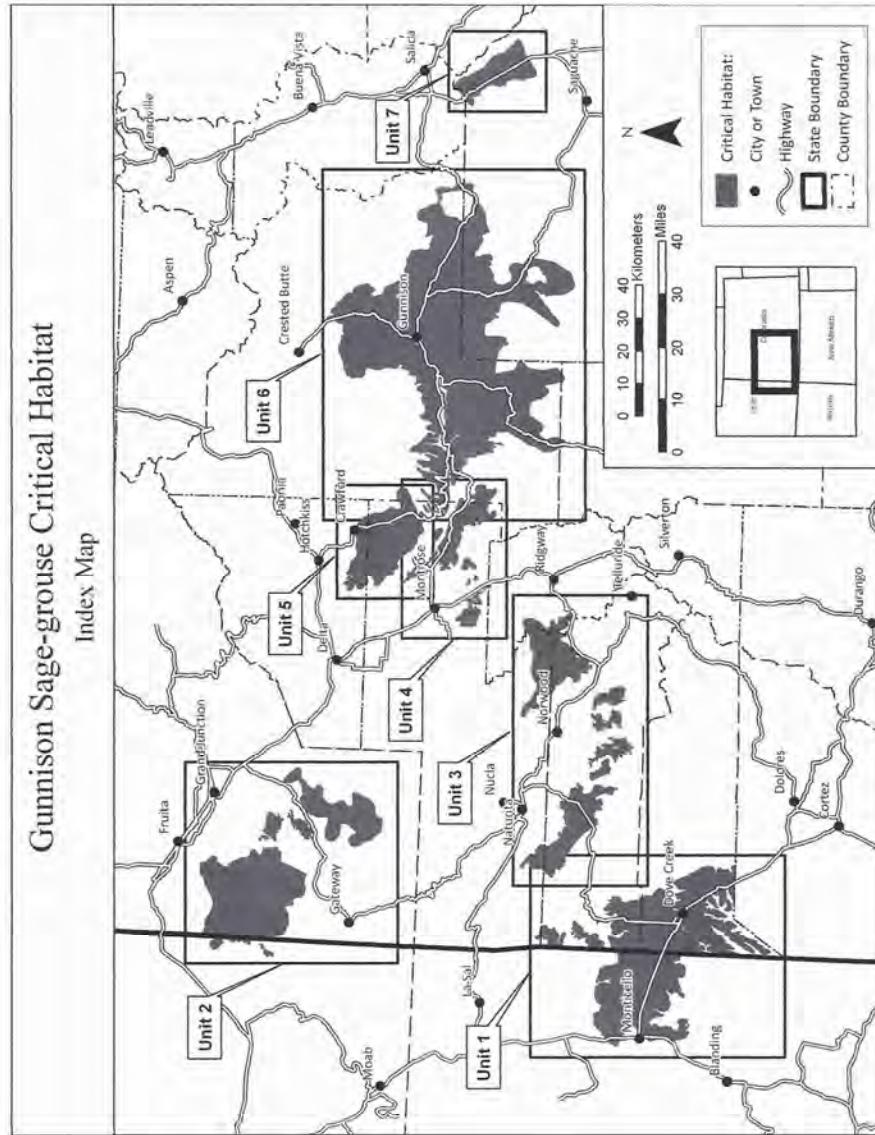 Gunnison Sage-grouse Critical Habitat
Index Map
Leadville
Buena Vista
Salida
Unit 7
Saguache
Aspen
Crested Butte
Gunnison
Unit 6
Paonia
Hotchkiss
Crawford
Unit 5
Montrose
Delta
Unit 4
Ridgway
Telluride
Silverton
Durango
Fruita
Grand Junction
Gateway
Unit 2
Nucla
Naturita
Norwood
Unit 3
Moab
La-Sal
Unit 1
Monticello
Dove Creek
Blanding
Dolores
Cortez
N
0 10 20 30 40
Kilometers
Miles
0 10 20 30 40
Utah
Colorado
Arizona
New Mexico
Critical Habitat:
City or Town
Highway
State Boundary
County Boundary